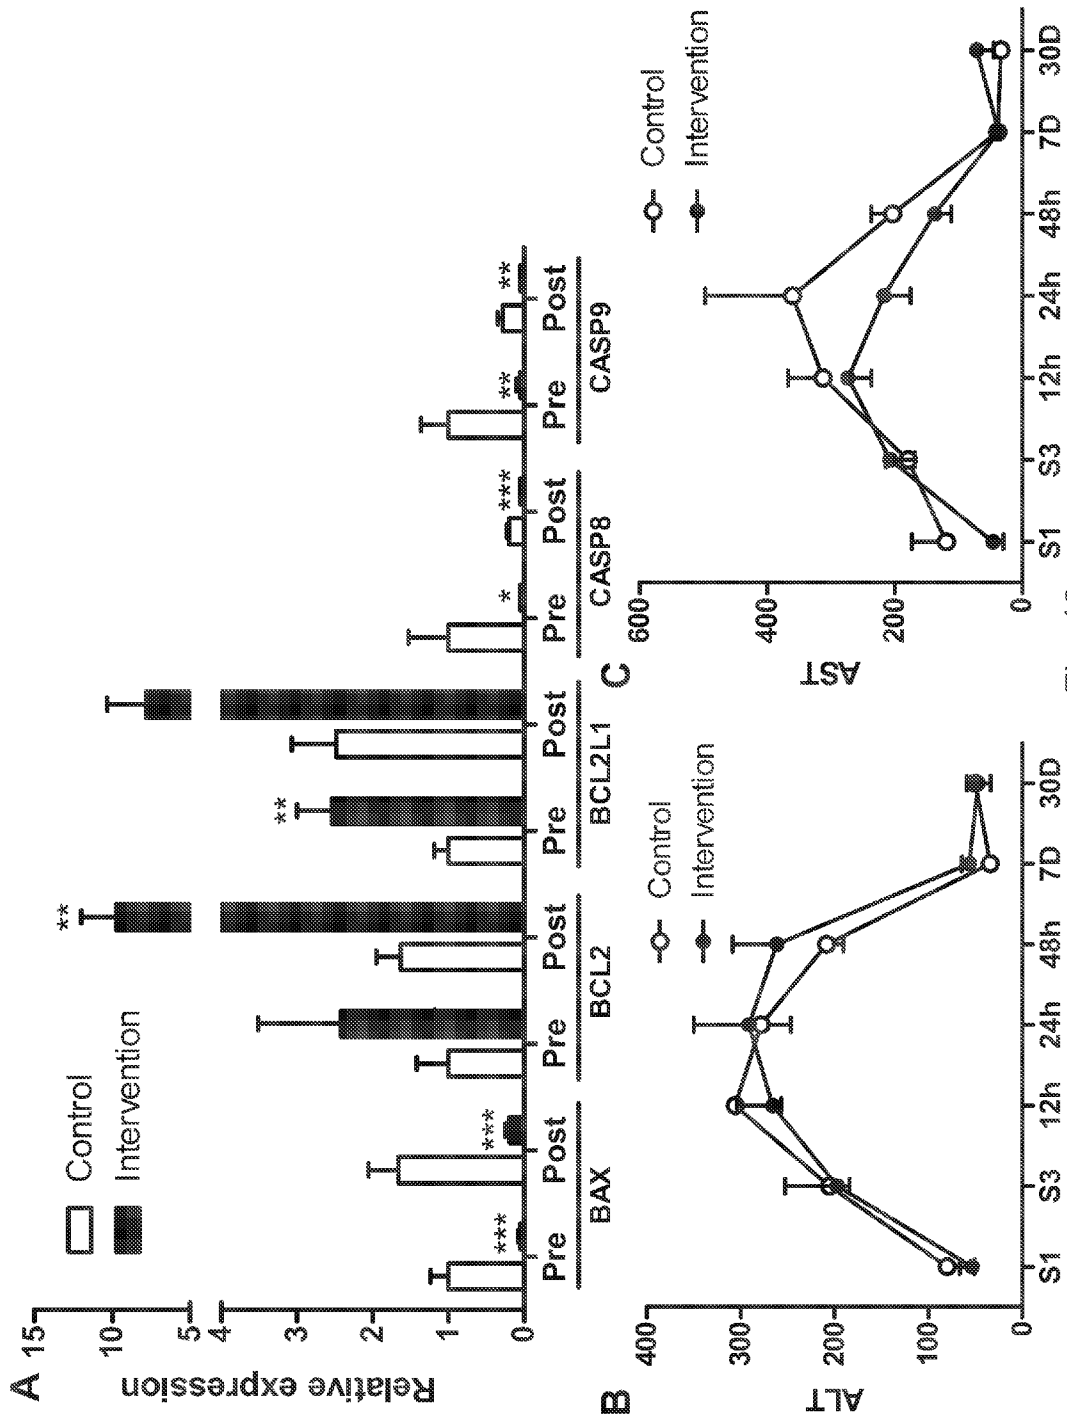 A
Relative expression
15
10
5
4
3
2
1
0
Control
Intervention
*** *** ** ** * *** ** **
Pre Post Pre Post Pre Post Pre Post Pre Post
BAX BCL2 BCL2L1 CASP8 CASP9
B
ALT
400
300
200
100
0
Control
Intervention
S1 S3 12h 24h 48h 7D 30D
C
AST
600
400
200
0
Control
Intervention
S1 S3 12h 24h 48h 7D 30D